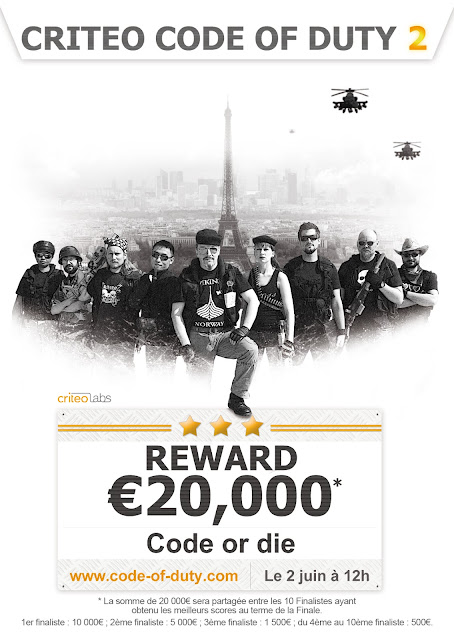 CRITEO CODE OF DUTY 2
VIKING
NORWAY
criteo labs
REWARD
€20,000*
Code or die
www.code-of-duty.com Le 2 juin à 12h
* La somme de 20 000€ sera partagée entre les 10 Finalistes ayant
obtenu les meilleurs scores au terme de la Finale.
1er finaliste : 10 000€ ; 2ème finaliste : 5 000€ ; 3ème finaliste : 1 500€ ; du 4ème au 10ème finaliste : 500€.